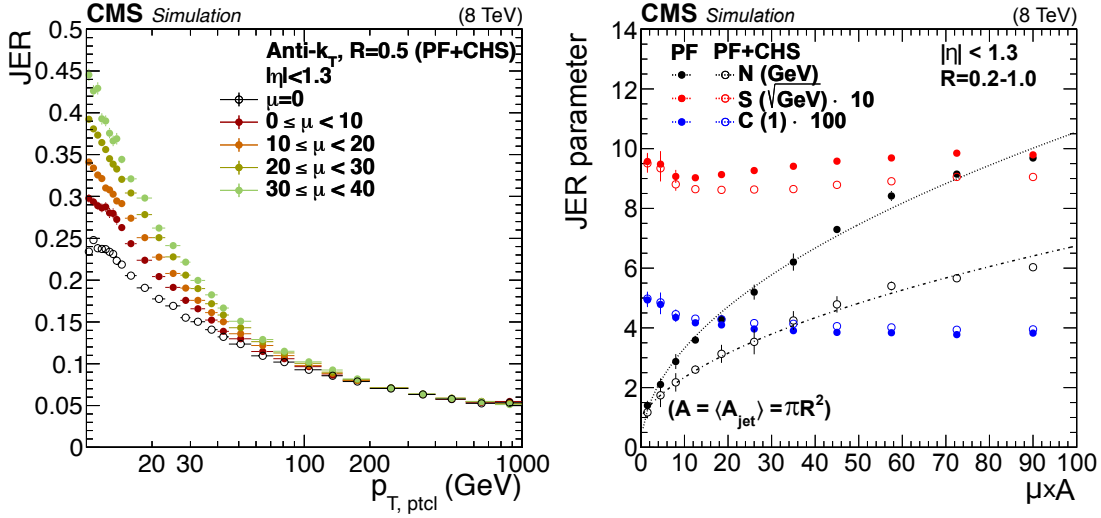 CMS Simulation (8 TeV)
JER
0.5
0.45
0.4
0.35
0.3
0.25
0.2
0.15
0.1
0.05
0
Anti-k_T, R=0.5 (PF+CHS)
|η|<1.3
μ=0
0 ≤ μ < 10
10 ≤ μ < 20
20 ≤ μ < 30
30 ≤ μ < 40
20 30 100 200 1000
p_T, ptcl (GeV)
CMS Simulation (8 TeV)
JER parameter
14
12
10
8
6
4
2
0
PF PF+CHS
N (GeV)
S (√GeV) · 10
C (1) · 100
|η| < 1.3
R=0.2-1.0
(A = ⟨A_jet⟩ = πR²)
0 10 20 30 40 50 60 70 80 90 100
μ×A